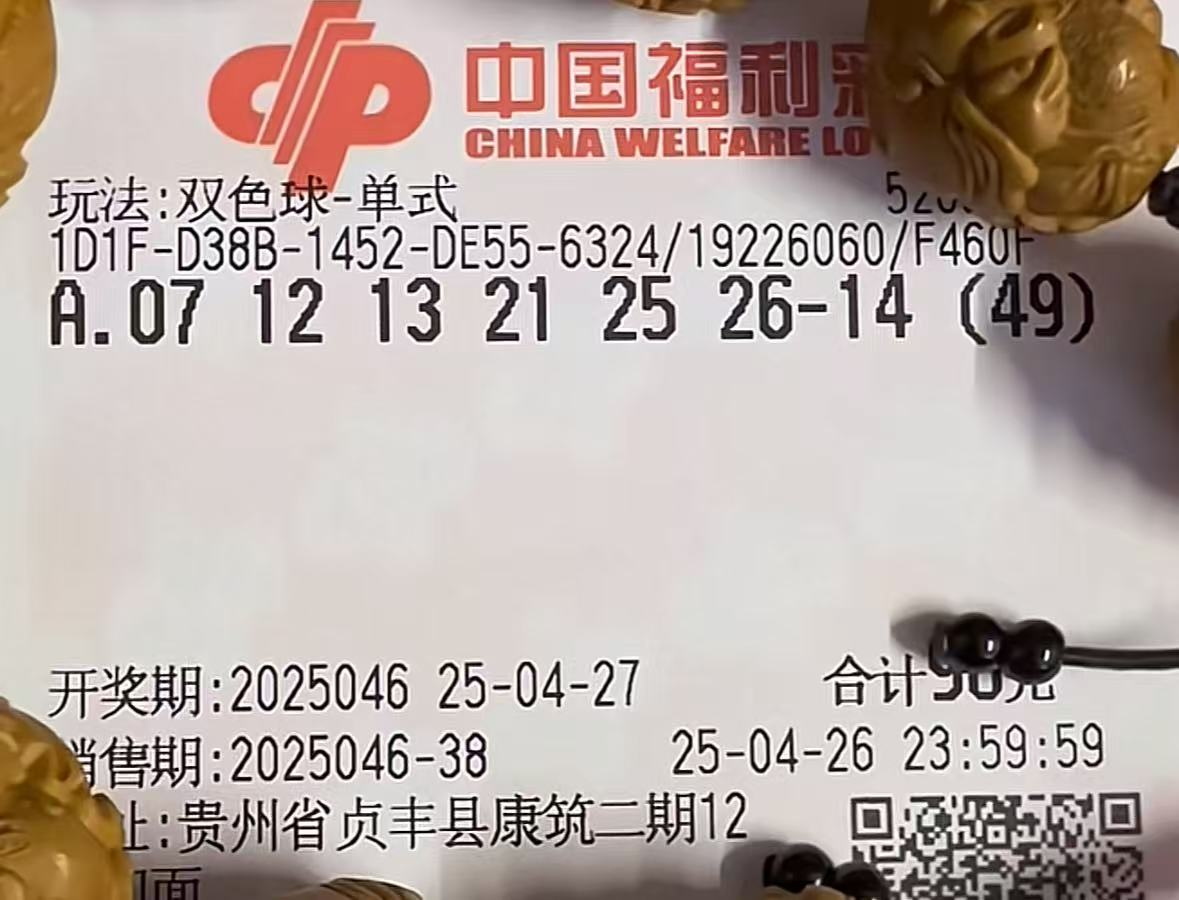 中国福利
CHINA WELFARE LO
玩法:双色球-单式
1D1F-D38B-1452-DE55-6324/19226060/F460F
A.07 12 13 21 25 26-14 (49)
开奖期:2025046 25-04-27 合计
销售期:2025046-38 25-04-26 23:59:59
址:贵州省贞丰县康筑二期12
面